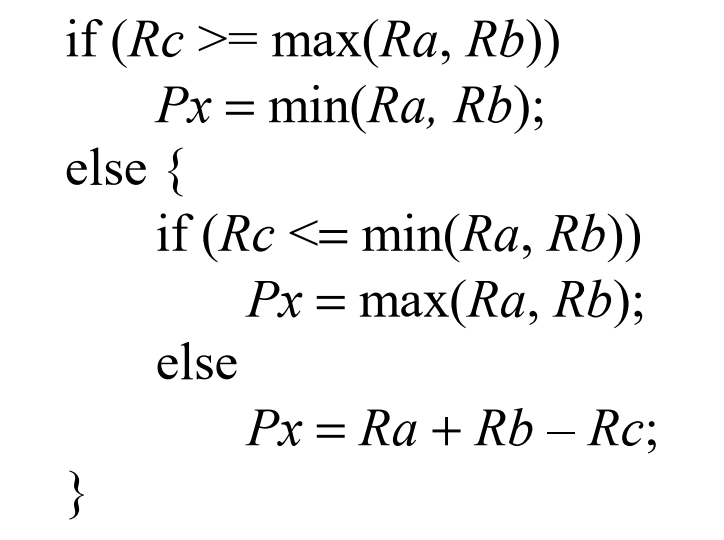 if (Rc >= max(Ra, Rb))
Px = min(Ra, Rb);
else {
if (Rc <= min(Ra, Rb))
Px = max(Ra, Rb);
else
Px = Ra + Rb – Rc;
}